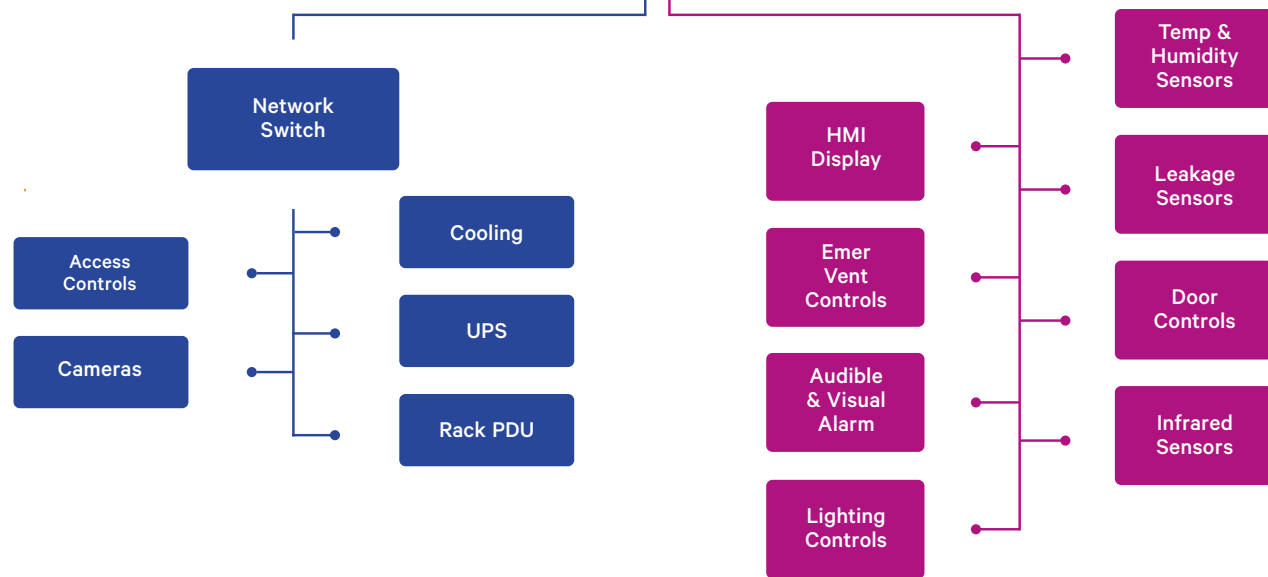 Network
Switch
Access
Controls
Cameras
Cooling
UPS
Rack PDU
HMI
Display
Emer
Vent
Controls
Audible
& Visual
Alarm
Lighting
Controls
Temp &
Humidity
Sensors
Leakage
Sensors
Door
Controls
Infrared
Sensors